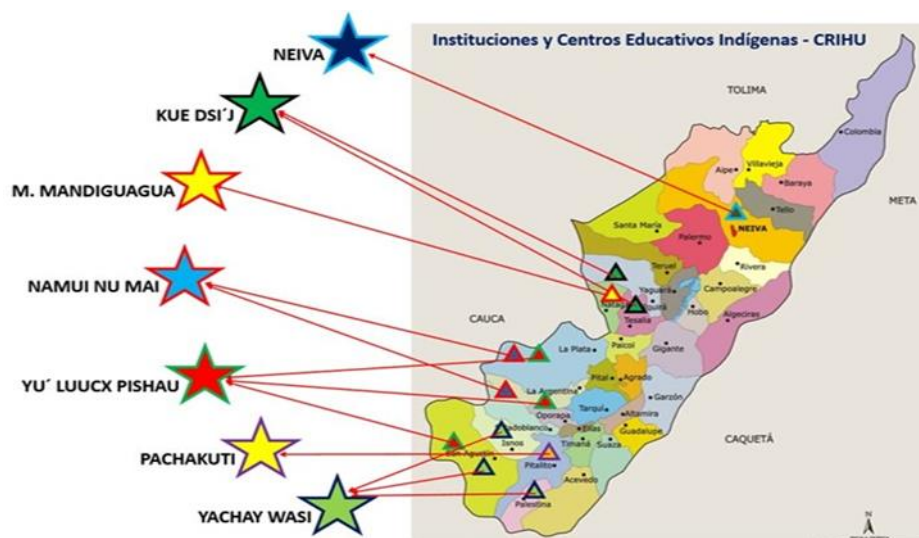 NEIVA
KUE DSI´J
M. MANDIGUAGUA
NAMUI NU MAI
YU´ LUUCX PISHAU
PACHAKUTI
YACHAY WASI
Instituciones y Centros Educativos Indígenas - CRIHU
TOLIMA
Colombia
Villavieja
Aipe
Baraya
META
Tello
Santa María
NEIVA
Palermo
Rivera
Teruel
Yaguará
Campoalegre
Hobo
Algeciras
Tesalia
CAUCA
Paicol
La Plata
Gigante
Pital
Agrado
La Argentina
Garzón
Tarqui
Oporapa
Altamira
Elías
Guadalupe
Isnos
Timaná
Suaza
CAQUETÁ
Pitalito
Acevedo
Palestina
N